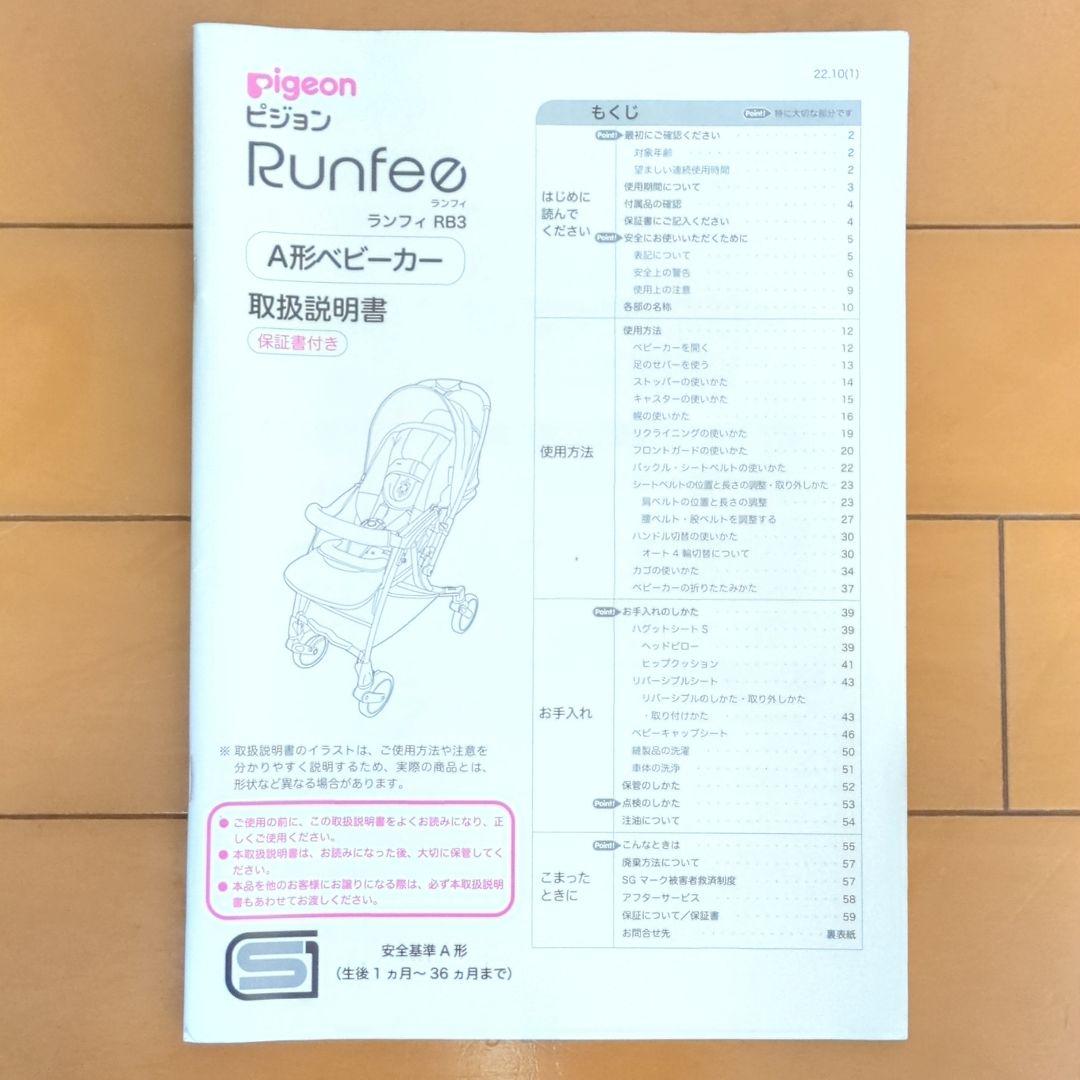 Pigeon
ピジョン
Runfee
ランフィ
ランフィ RB3
A形ベビーカー
取扱説明書
保証書付き
※ 取扱説明書のイラストは、ご使用方法や注意を
分かりやすく説明するため、実際の商品とは、
形状など異なる場合があります。
● ご使用の前に、この取扱説明書をよくお読みになり、正
しくご使用ください。
● 本取扱説明書は、お読みになった後、大切に保管してく
ださい。
● 本品を他のお客様にお譲りになる際は、必ず本取扱説明
書もあわせてお渡しください。
SG
安全基準 A 形
(生後 1 ヵ月〜 36 ヵ月まで)
22.10(1)
もくじ
Point! 特に大切な部分です
はじめに
読んで
ください
Point! 最初にご確認ください 2
対象年齢 2
望ましい連続使用時間 2
使用期間について 3
付属品の確認 4
保証書にご記入ください 4
Point! 安全にお使いいただくために 5
表記について 5
安全上の警告 6
使用上の注意 9
各部の名称 10
使用方法
使用方法 12
ベビーカーを開く 12
足のせバーを使う 13
ストッパーの使いかた 14
キャスターの使いかた 15
幌の使いかた 16
リクライニングの使いかた 19
フロントガードの使いかた 20
バックル・シートベルトの使いかた 22
シートベルトの位置と長さの調整・取り外しかた 23
肩ベルトの位置と長さの調整 23
腰ベルト・股ベルトを調整する 27
ハンドル切替の使いかた 30
オート 4 輪切替について 30
カゴの使いかた 34
ベビーカーの折りたたみかた 37
お手入れ
Point! お手入れのしかた 39
ハグットシート S 39
ヘッドピロー 39
ヒップクッション 41
リバーシブルシート 43
リバーシブルのしかた・取り外しかた
・取り付けかた 43
ベビーキャップシート 46
縫製品の洗濯 50
車体の洗浄 51
保管のしかた 52
Point! 点検のしかた 53
注油について 54
こまった
ときに
Point! こんなときは 55
廃棄方法について 57
SG マーク被害者救済制度 57
アフターサービス 58
保証について／保証書 59
お問合せ先 裏表紙